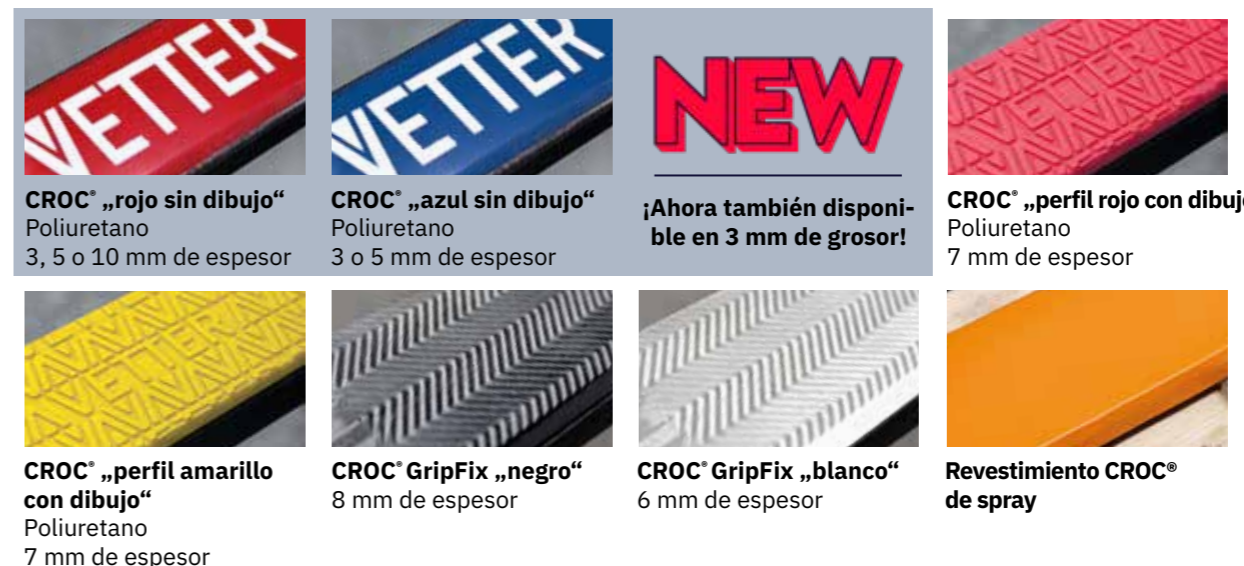 VETTER
VETTER
NEW
VETTER
CROC® „rojo sin dibujo“
Poliuretano
3, 5 o 10 mm de espesor
CROC® „azul sin dibujo“
Poliuretano
3 o 5 mm de espesor
¡Ahora también disponi-
ble en 3 mm de grosor!
CROC® „perfil rojo con dibujo
Poliuretano
7 mm de espesor
VETTER
CROC® „perfil amarillo
con dibujo“
Poliuretano
7 mm de espesor
CROC® GripFix „negro“
8 mm de espesor
CROC® GripFix „blanco“
6 mm de espesor
Revestimiento CROC®
de spray